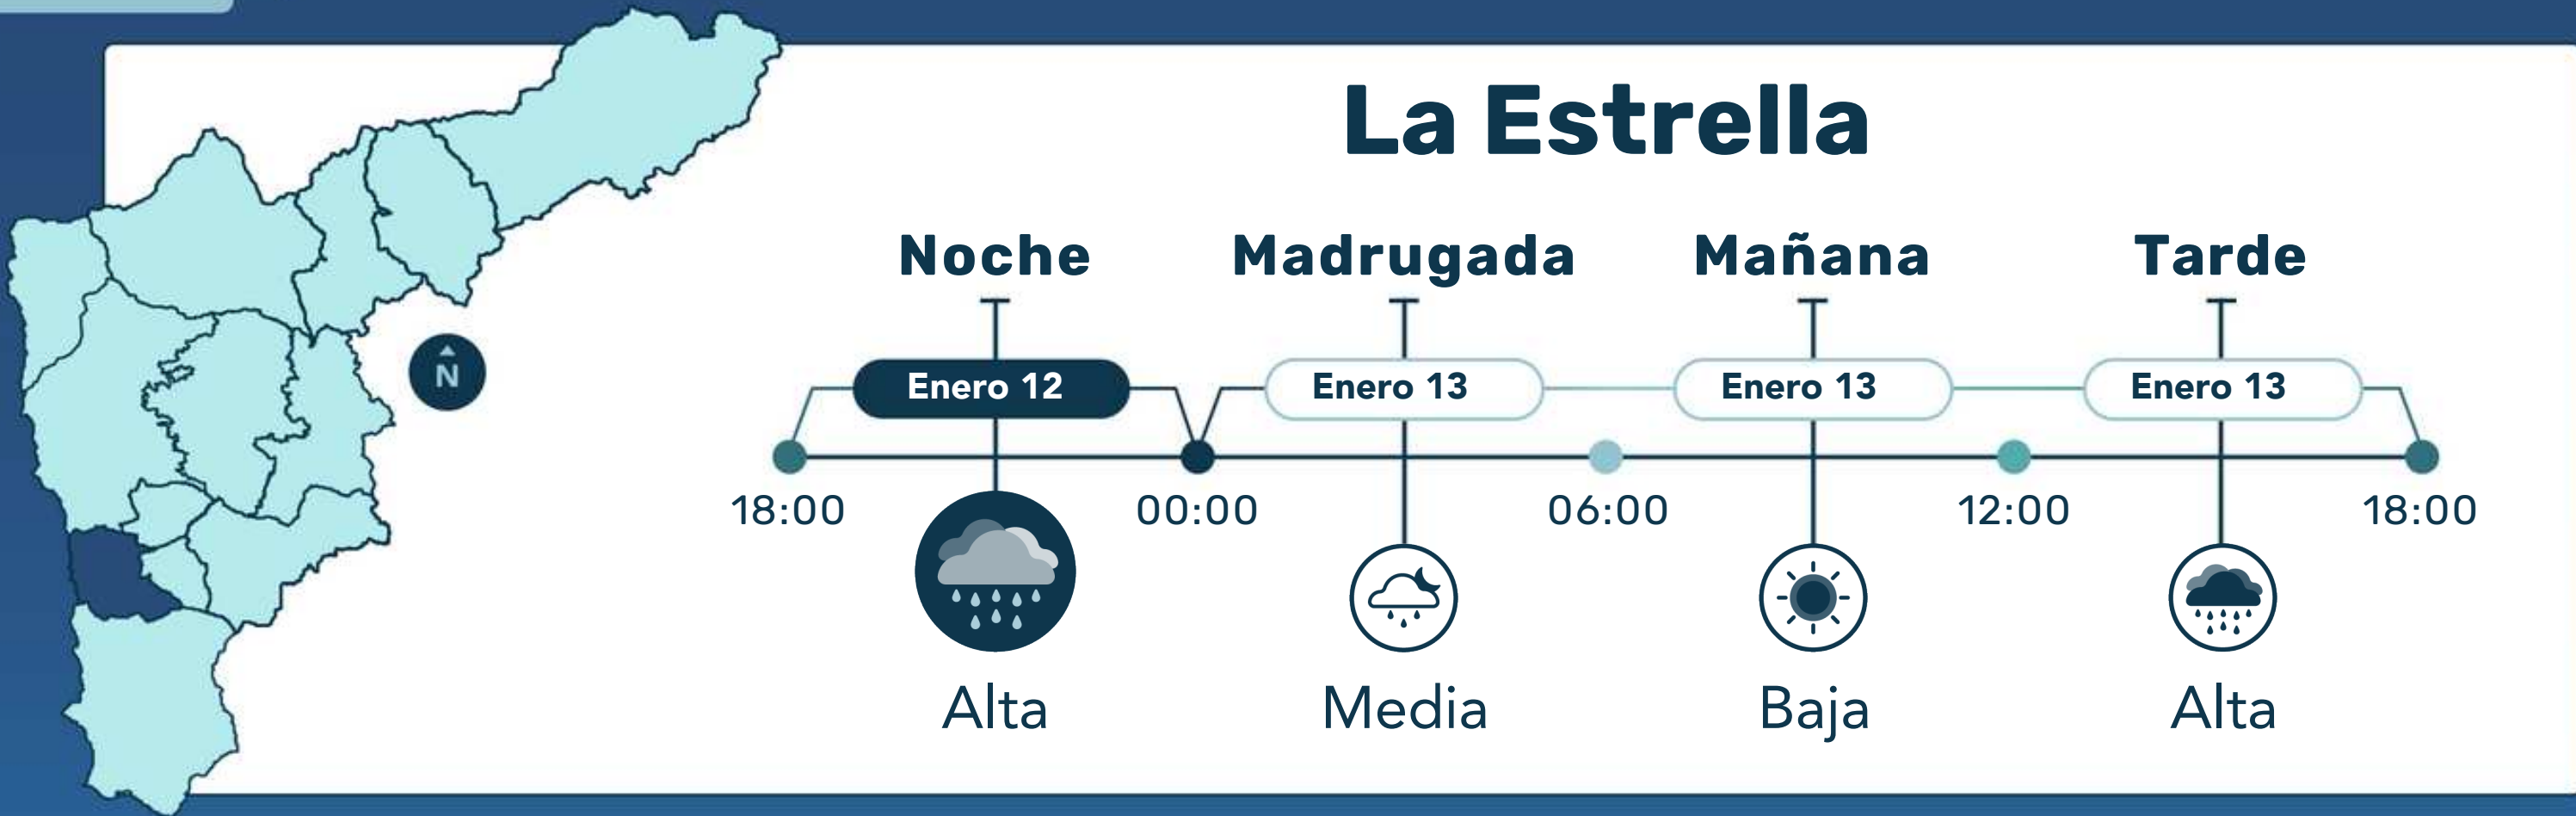 La Estrella
Noche Madrugada Mañana Tarde
N
Enero 12 Enero 13 Enero 13 Enero 13
18:00 00:00 06:00 12:00 18:00
Alta Media Baja Alta